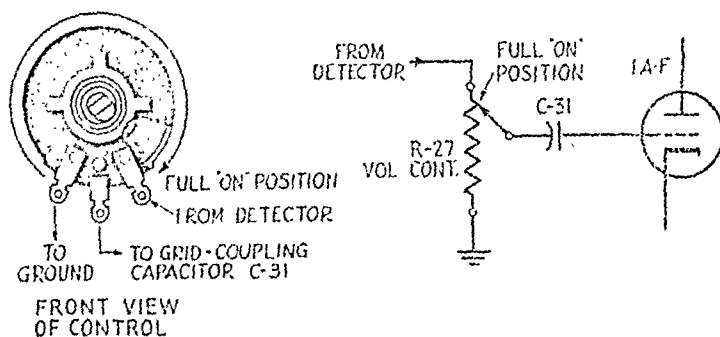 FULL "ON" POSITION
FROM DETECTOR
TO
GROUND
TO GRID-COUPLING
CAPACITOR C-31
FRONT VIEW
OF CONTROL
FROM
DETECTOR
FULL "ON"
POSITION
C-31
R-27
VOL CONT.
1 A-F